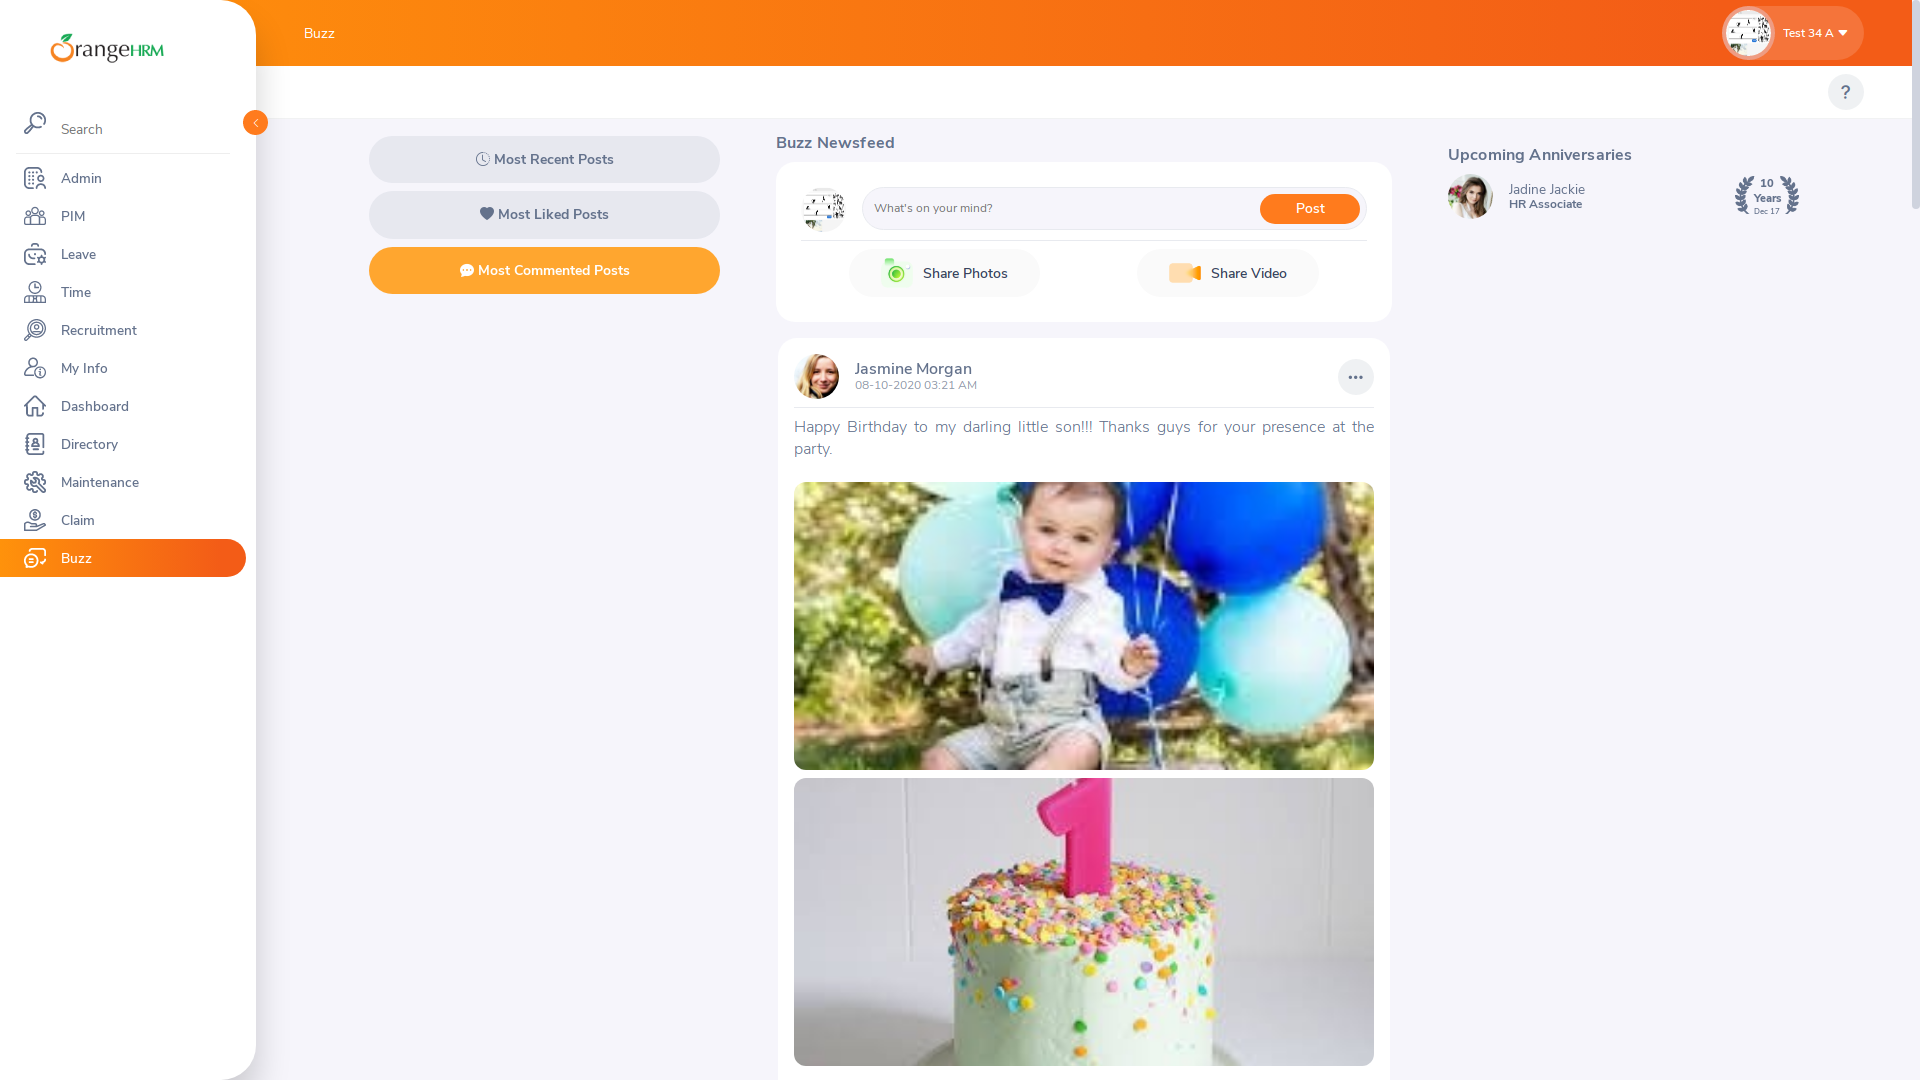 OrangeHRM
Search
Admin
PIM
Leave
Time
Recruitment
My Info
Dashboard
Directory
Maintenance
Claim
Buzz
Buzz
Test 34 A
?
Most Recent Posts
Most Liked Posts
Most Commented Posts
Buzz Newsfeed
What's on your mind?
Post
Share Photos
Share Video
Jasmine Morgan
08-10-2020 03:21 AM
Happy Birthday to my darling little son!!! Thanks guys for your presence at the
party.
1
Upcoming Anniversaries
Jadine Jackie
HR Associate
10
Years
Dec 17